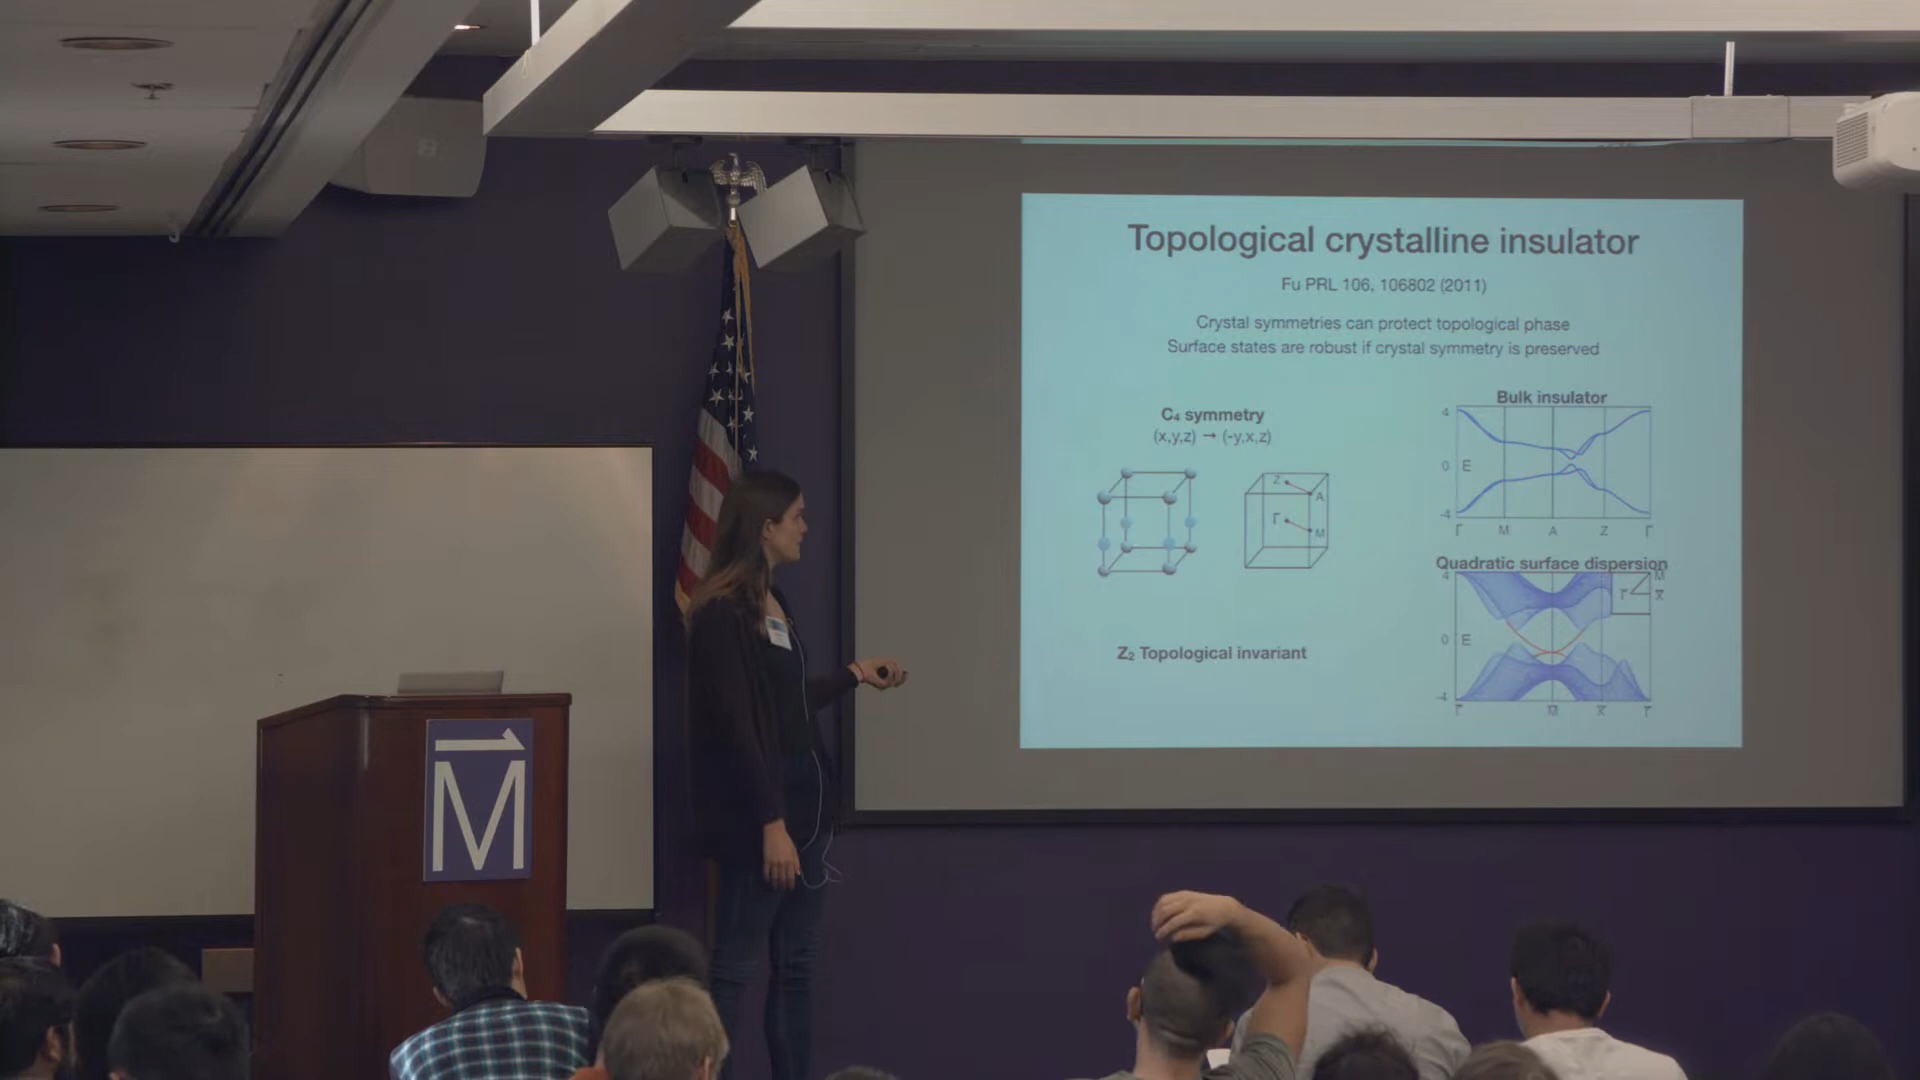 Topological crystalline insulator
Fu PRL 106, 106802 (2011)
Crystal symmetries can protect topological phase
Surface states are robust if crystal symmetry is preserved
C₄ symmetry
(x,y,z) → (-y,x,z)
Z
A
Γ
M
Z₂ Topological invariant
Bulk insulator
4
0 E
-4
Γ M A Z Γ
Quadratic surface dispersion
4
M̅
Γ̅ X̅
0 E
-4
Γ̅ M̅ X̅ Γ̅
M